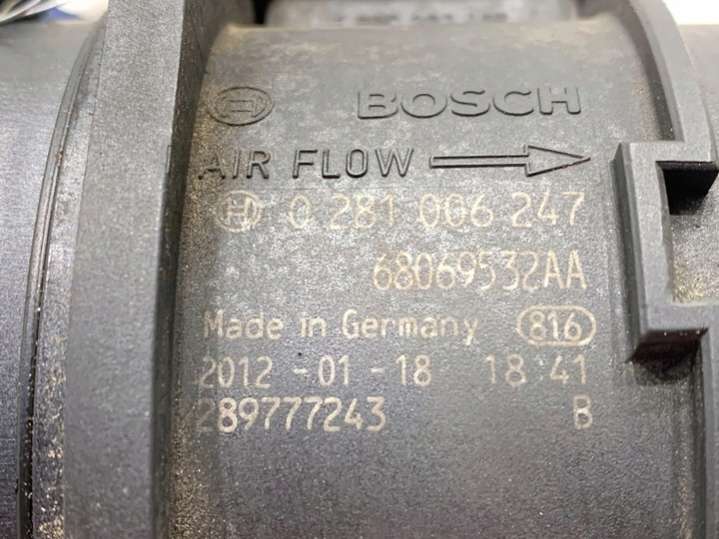 BOSCH
AIR FLOW
0 281 006 247
68069532AA
Made in Germany 816
2012 -01 -18 18 41
289777243 B